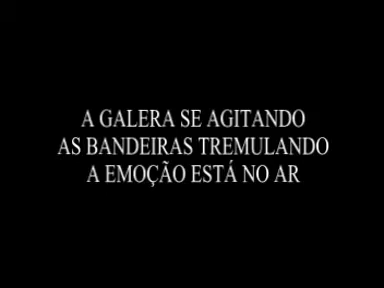 A GALERA SE AGITANDO
AS BANDEIRAS TREMULANDO
A EMOÇÃO ESTÁ NO AR